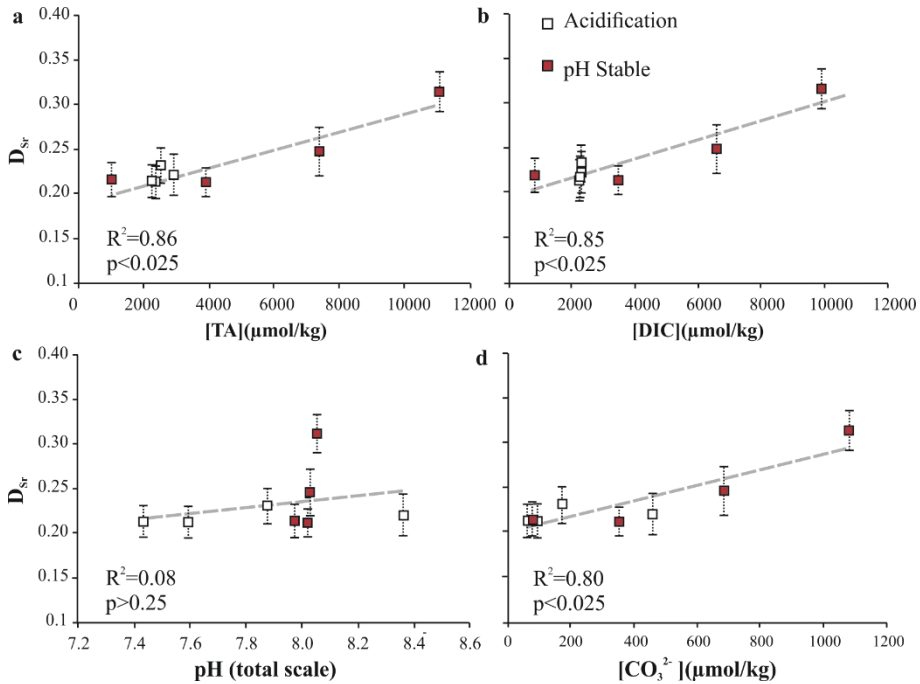 a
0.40
0.35
0.30
0.25
0.20
0.15
0.1
D_Sr
0
2000
4000
6000
8000
10000
12000
[TA](µmol/kg)
R²=0.86
p<0.025
b
Acidification
pH Stable
0
2000
4000
6000
8000
10000
12000
[DIC](µmol/kg)
R²=0.85
p<0.025
c
0.40
0.35
0.30
0.25
0.20
0.15
0.1
D_Sr
7.2
7.4
7.6
7.8
8.0
8.2
8.4
8.6
pH (total scale)
R²=0.08
p>0.25
d
0
200
400
600
800
1000
1200
[CO₃²⁻](µmol/kg)
R²=0.80
p<0.025